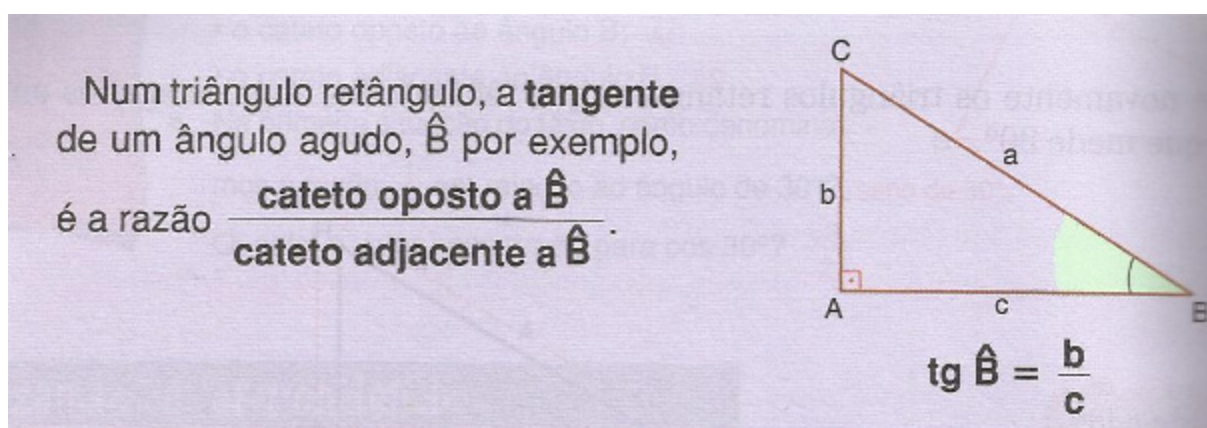 Num triângulo retângulo, a tangente
de um ângulo agudo, B̂ por exemplo,
é a razão
cateto oposto a B̂
cateto adjacente a B̂
.
C
a
b
A
c
B
tg B̂ = b
c